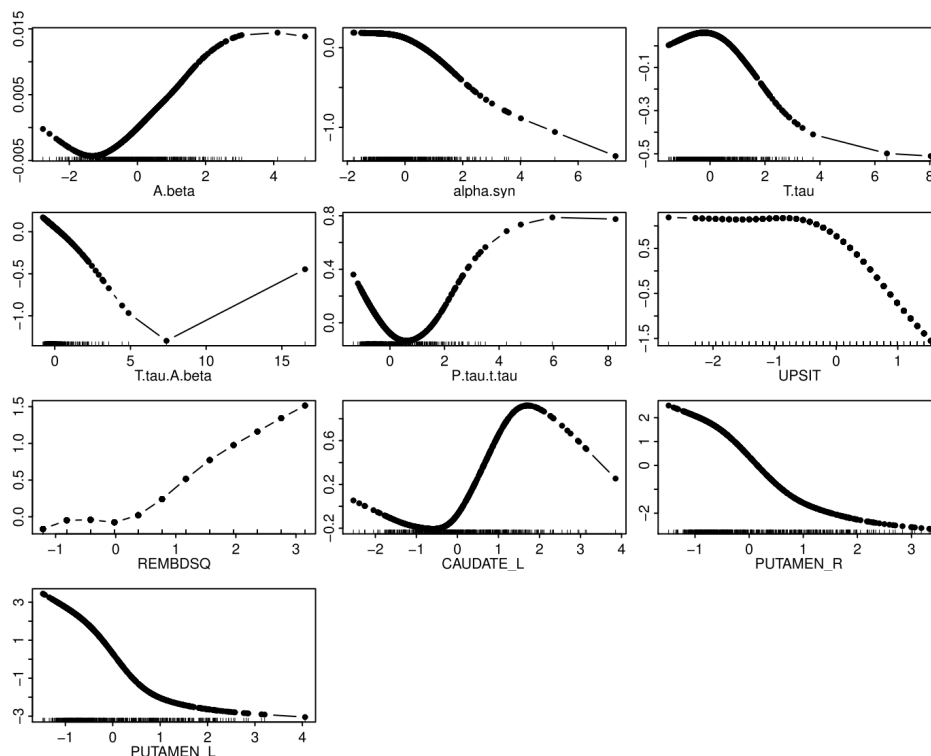 0.015
0.005
−0.005
−2 0 2 4
A.beta
0.0
−1.0
−2 0 2 4 6
alpha.syn
−0.1
−0.3
−0.5
0 2 4 6 8
T.tau
0.0
−0.5
−1.0
0 5 10 15
T.tau.A.beta
0.8
0.4
0.0
0 2 4 6 8
P.tau.t.tau
0.5
−0.5
−1.5
−2 −1 0 1
UPSIT
1.5
1.0
0.5
0.0
−1 0 1 2 3
REMBDSQ
0.6
0.2
−0.2
−2 −1 0 1 2 3 4
CAUDATE_L
2
1
0
−2
−1 0 1 2 3
PUTAMEN_R
3
1
−1
−3
−1 0 1 2 3 4
PUTAMEN_L